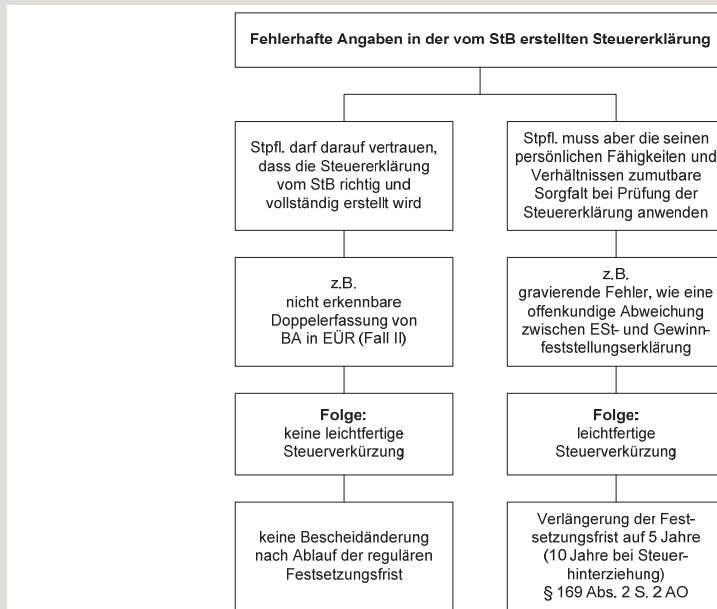 Fehlerhafte Angaben in der vom StB erstellten Steuererklärung
Stpfl. darf darauf vertrauen,
dass die Steuererklärung
vom StB richtig und
vollständig erstellt wird
Stpfl. muss aber die seinen
persönlichen Fähigkeiten und
Verhältnissen zumutbare
Sorgfalt bei Prüfung der
Steuererklärung anwenden
z.B.
nicht erkennbare
Doppelerfassung von
BA in EÜR (Fall II)
z.B.
gravierende Fehler, wie eine
offenkundige Abweichung
zwischen ESt- und Gewinn-
feststellungserklärung
Folge:
keine leichtfertige
Steuerverkürzung
Folge:
leichtfertige
Steuerverkürzung
keine Bescheidänderung
nach Ablauf der regulären
Festsetzungsfrist
Verlängerung der Fest-
setzungsfrist auf 5 Jahre
(10 Jahre bei Steuer-
hinterziehung)
§ 169 Abs. 2 S. 2 AO